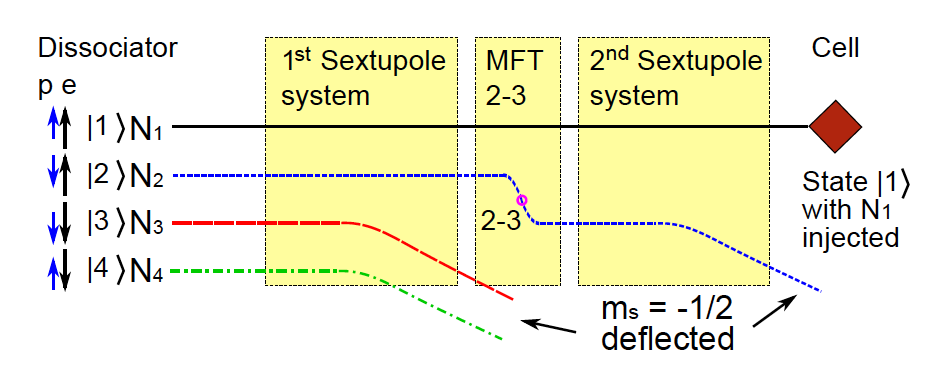 Dissociator
p e
1st Sextupole
system
MFT
2-3
2nd Sextupole
system
Cell
|1⟩N1
|2⟩N2
|3⟩N3
|4⟩N4
2-3
State |1⟩
with N1
injected
ms = -1/2
deflected